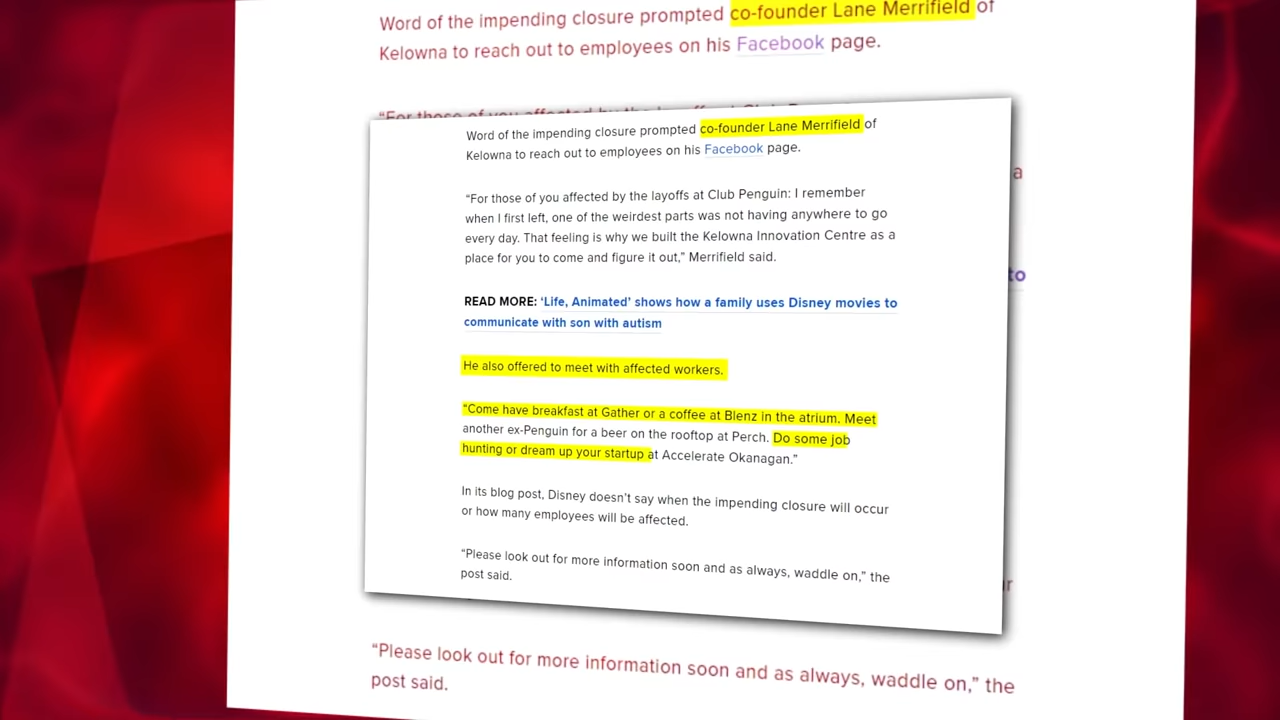 Word of the impending closure prompted co-founder Lane Merrifield of
Kelowna to reach out to employees on his Facebook page.
Word of the impending closure prompted co-founder Lane Merrifield of
Kelowna to reach out to employees on his Facebook page.
“For those of you affected by the layoffs at Club Penguin: I remember
when I first left, one of the weirdest parts was not having anywhere to go
every day. That feeling is why we built the Kelowna Innovation Centre as a
place for you to come and figure it out,” Merrifield said.
READ MORE: ‘Life, Animated’ shows how a family uses Disney movies to
communicate with son with autism
He also offered to meet with affected workers.
“Come have breakfast at Gather or a coffee at Blenz in the atrium. Meet
another ex-Penguin for a beer on the rooftop at Perch. Do some job
hunting or dream up your startup at Accelerate Okanagan.”
In its blog post, Disney doesn’t say when the impending closure will occur
or how many employees will be affected.
“Please look out for more information soon and as always, waddle on,” the
post said.
a
to
“Please look out for more information soon and as always, waddle on,” the
post said.